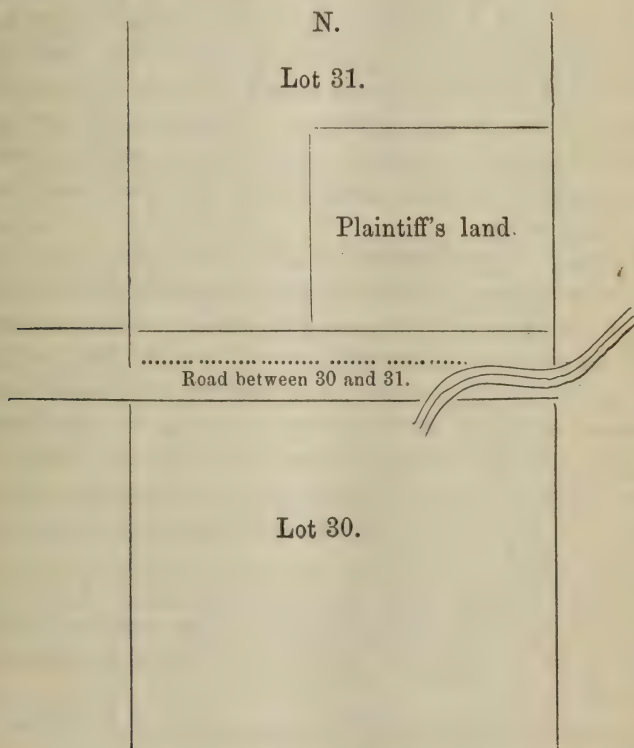 N.
Lot 31.
Plaintiff's land.
Road between 30 and 31.
Lot 30.